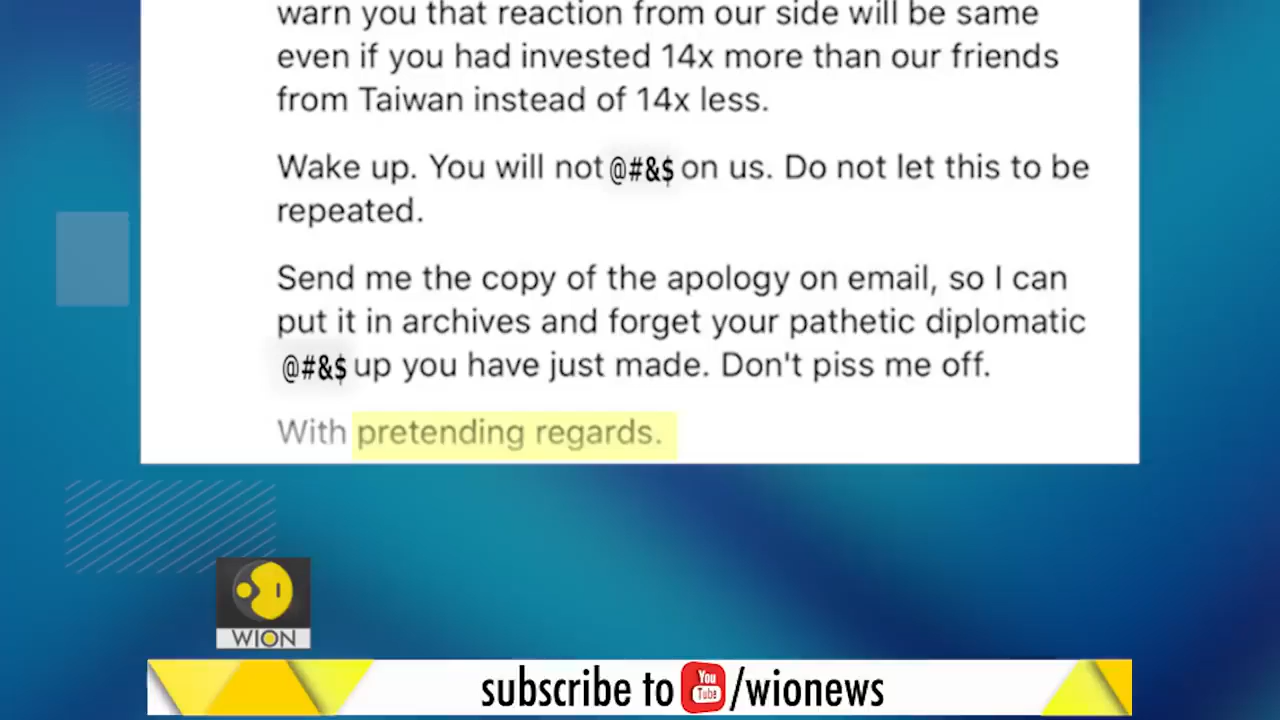 warn you that reaction from our side will be same
even if you had invested 14x more than our friends
from Taiwan instead of 14x less.
Wake up. You will not @#&$ on us. Do not let this to be
repeated.
Send me the copy of the apology on email, so I can
put it in archives and forget your pathetic diplomatic
@#&$ up you have just made. Don't piss me off.
With pretending regards.
WION
subscribe to You Tube /wionews